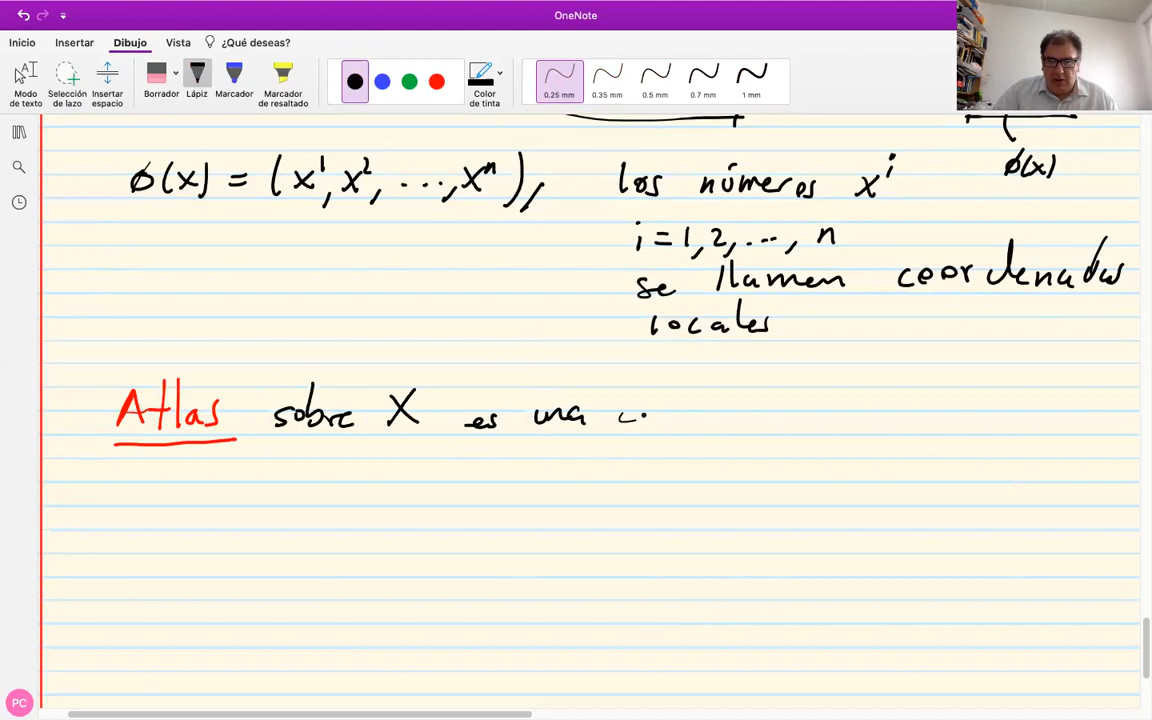 OneNote
Inicio Insertar Dibujo Vista ¿Qué deseas?
Modo de texto
Selección de lazo
Insertar espacio
Borrador
Lápiz
Marcador
Marcador de resaltado
Color de tinta
0.25 mm 0.35 mm 0.5 mm 0.7 mm 1 mm
ϕ(x) = (x¹, x², ..., xⁿ), los números xⁱ
ϕ(x)
i = 1, 2, ..., n
se llaman coordenadas
locales
Atlas sobre X es una
PC